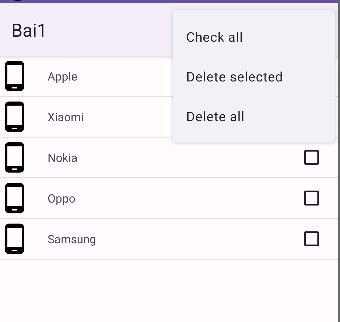 Bai1
Check all
Delete selected
Delete all
Apple
Xiaomi
Nokia
Oppo
Samsung